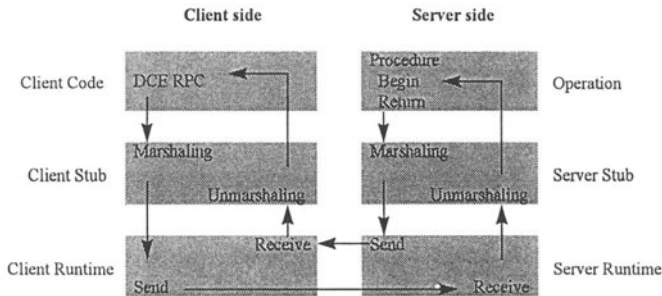 Client side Server side
Client Code DCE RPC Procedure Operation
Begin
Return
Client Stub Marshaling Marshaling Server Stub
Unmarshaling Unmarshaling
Client Runtime Receive Send Server Runtime
Send Receive